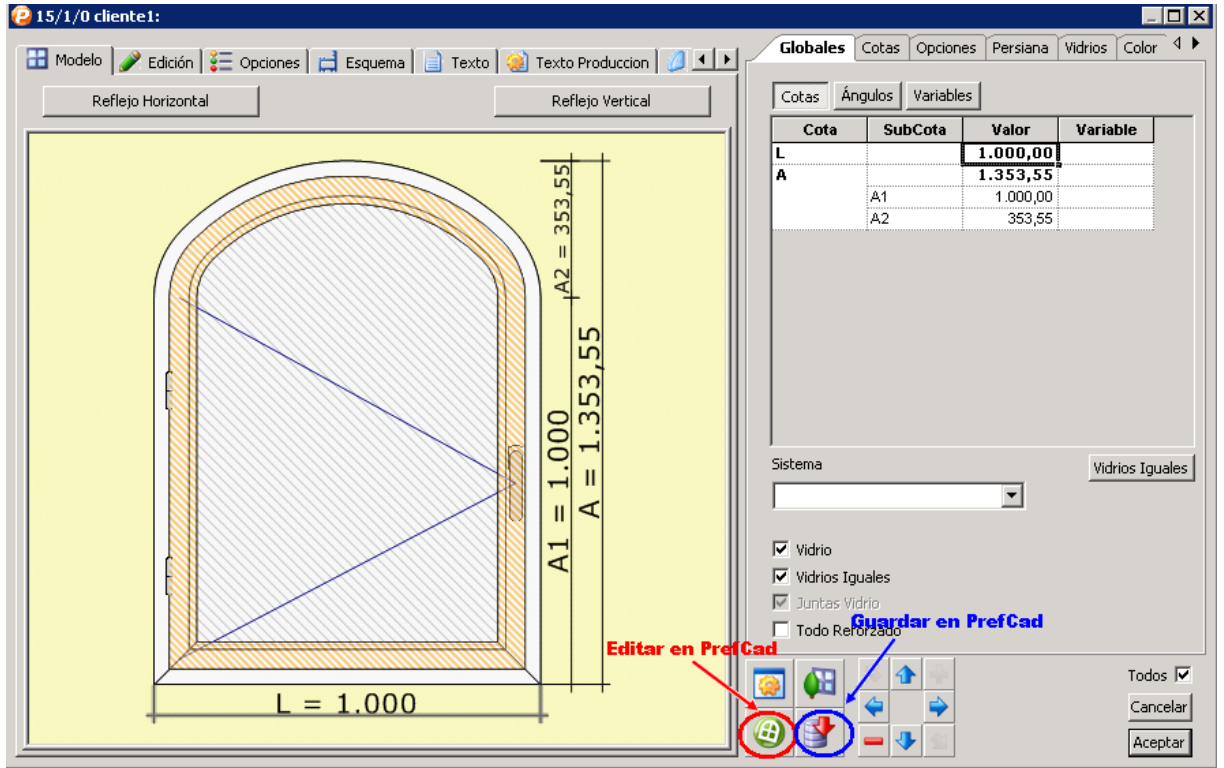 15/1/0 cliente1:
Modelo
Edición
Opciones
Esquema
Texto
Texto Produccion
Reflejo Horizontal
Reflejo Vertical
A2 = 353,55
A1 = 1.000
A = 1.353,55
L = 1.000
Globales
Cotas
Opciones
Persiana
Vidrios
Color
Cotas
Ángulos
Variables
Cota SubCota Valor Variable
L 1.000,00
A 1.353,55
A1 1.000,00
A2 353,55
Sistema
Vidrios Iguales
Vidrio
Vidrios Iguales
Juntas Vidrio
Todo Reforzado
Guardar en PrefCad
Editar en PrefCad
Todos
Cancelar
Aceptar